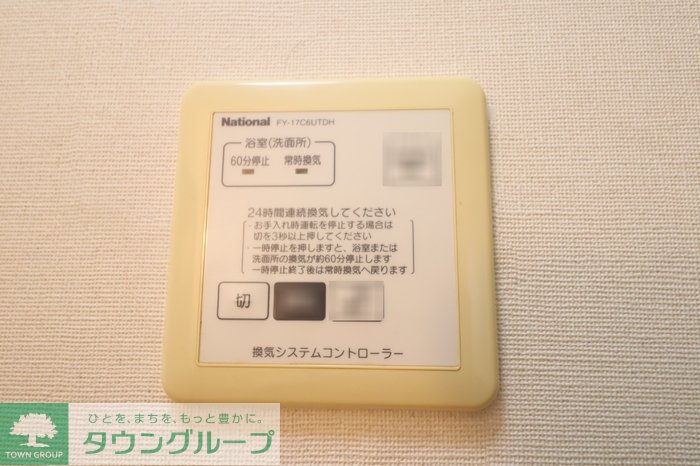 National FY-17C6UTDH
浴室(洗面所)
60分停止 常時換気
24時間連続換気してください
・お手入れ時運転を停止する場合は
切を3秒以上押してください
・一時停止を押しますと、浴室または
洗面所の換気が約60分停止します
一時停止終了後は常時換気へ戻ります
切
換気システムコントローラー
ひとを、まちを、もっと豊かに。
TOWN GROUP タウングループ